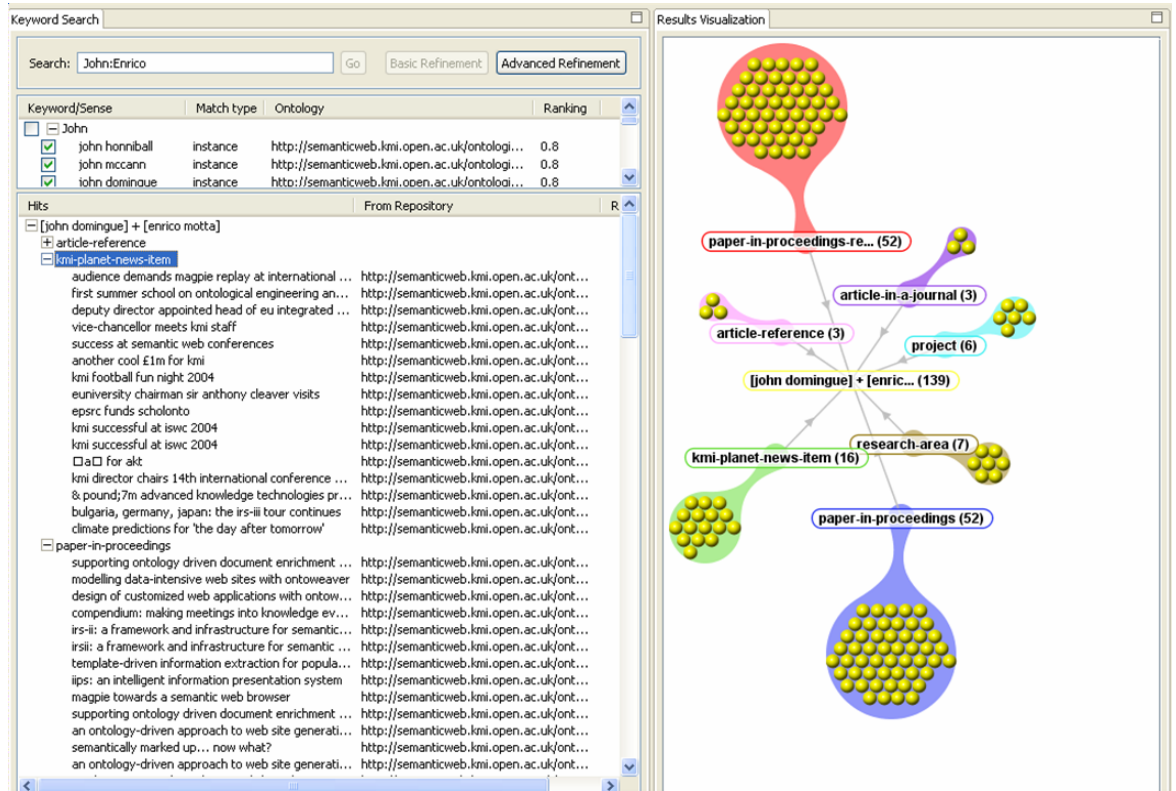 Keyword Search
Search: John:Enrico Go Basic Refinement Advanced Refinement
Keyword/Sense Match type Ontology Ranking
John
john honniball instance http://semanticweb.kmi.open.ac.uk/ontologi... 0.8
john mccann instance http://semanticweb.kmi.open.ac.uk/ontologi... 0.8
john domingue instance http://semanticweb.kmi.open.ac.uk/ontologi... 0.8
Hits From Repository R
[john domingue] + [enrico motta]
article-reference
kmi-planet-news-item
audience demands magpie replay at international ... http://semanticweb.kmi.open.ac.uk/ont...
first summer school on ontological engineering an... http://semanticweb.kmi.open.ac.uk/ont...
deputy director appointed head of eu integrated ... http://semanticweb.kmi.open.ac.uk/ont...
vice-chancellor meets kmi staff http://semanticweb.kmi.open.ac.uk/ont...
success at semantic web conferences http://semanticweb.kmi.open.ac.uk/ont...
another cool £1m for kmi http://semanticweb.kmi.open.ac.uk/ont...
kmi football fun night 2004 http://semanticweb.kmi.open.ac.uk/ont...
euniversity chairman sir anthony cleaver visits http://semanticweb.kmi.open.ac.uk/ont...
epsrc funds scholonto http://semanticweb.kmi.open.ac.uk/ont...
kmi successful at iswc 2004 http://semanticweb.kmi.open.ac.uk/ont...
kmi successful at iswc 2004 http://semanticweb.kmi.open.ac.uk/ont...
□a□ for akt http://semanticweb.kmi.open.ac.uk/ont...
kmi director chairs 14th international conference ... http://semanticweb.kmi.open.ac.uk/ont...
& pound;7m advanced knowledge technologies pr... http://semanticweb.kmi.open.ac.uk/ont...
bulgaria, germany, japan: the irs-iii tour continues http://semanticweb.kmi.open.ac.uk/ont...
climate predictions for 'the day after tomorrow' http://semanticweb.kmi.open.ac.uk/ont...
paper-in-proceedings
supporting ontology driven document enrichment ... http://semanticweb.kmi.open.ac.uk/ont...
modelling data-intensive web sites with ontoweaver http://semanticweb.kmi.open.ac.uk/ont...
design of customized web applications with ontow... http://semanticweb.kmi.open.ac.uk/ont...
compendium: making meetings into knowledge ev... http://semanticweb.kmi.open.ac.uk/ont...
irs-ii: a framework and infrastructure for semantic... http://semanticweb.kmi.open.ac.uk/ont...
irsii: a framework and infrastructure for semantic ... http://semanticweb.kmi.open.ac.uk/ont...
template-driven information extraction for popula... http://semanticweb.kmi.open.ac.uk/ont...
iips: an intelligent information presentation system http://semanticweb.kmi.open.ac.uk/ont...
magpie towards a semantic web browser http://semanticweb.kmi.open.ac.uk/ont...
supporting ontology driven document enrichment ... http://semanticweb.kmi.open.ac.uk/ont...
an ontology-driven approach to web site generati... http://semanticweb.kmi.open.ac.uk/ont...
semantically marked up... now what? http://semanticweb.kmi.open.ac.uk/ont...
an ontology-driven approach to web site generati... http://semanticweb.kmi.open.ac.uk/ont...
Results Visualization
paper-in-proceedings-re... (52)
article-in-a-journal (3)
article-reference (3)
project (6)
[john domingue] + [enric... (139)
research-area (7)
kmi-planet-news-item (16)
paper-in-proceedings (52)